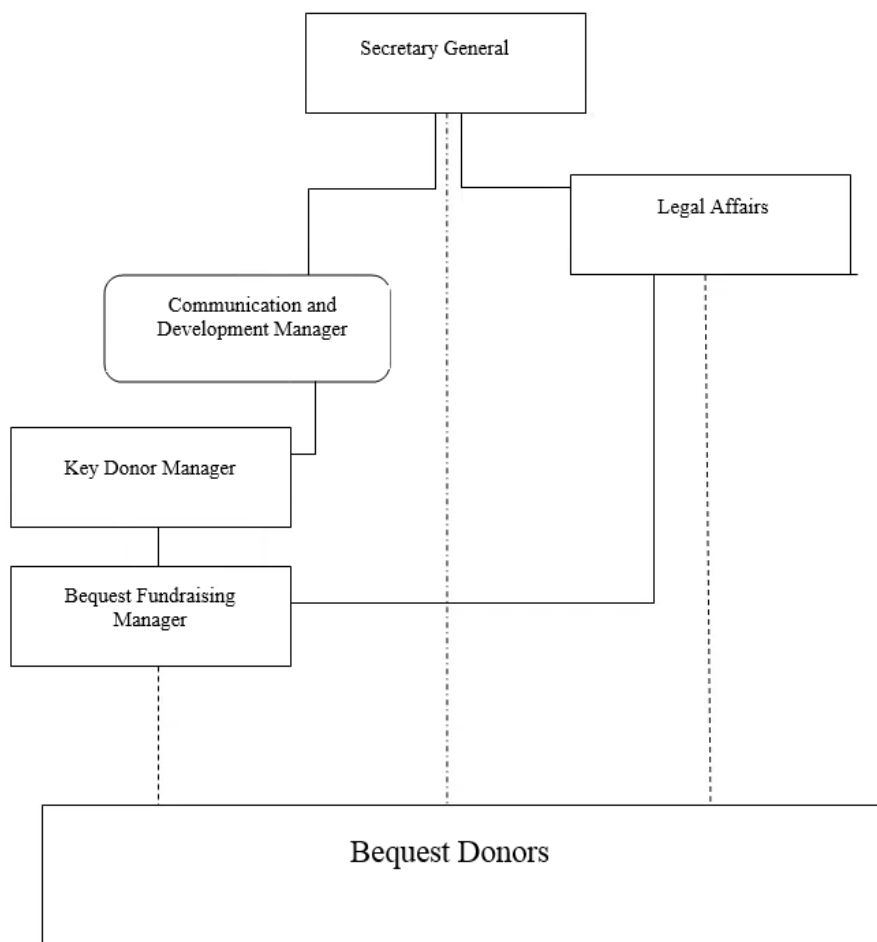 Secretary General
Legal Affairs
Communication and
Development Manager
Key Donor Manager
Bequest Fundraising
Manager
Bequest Donors